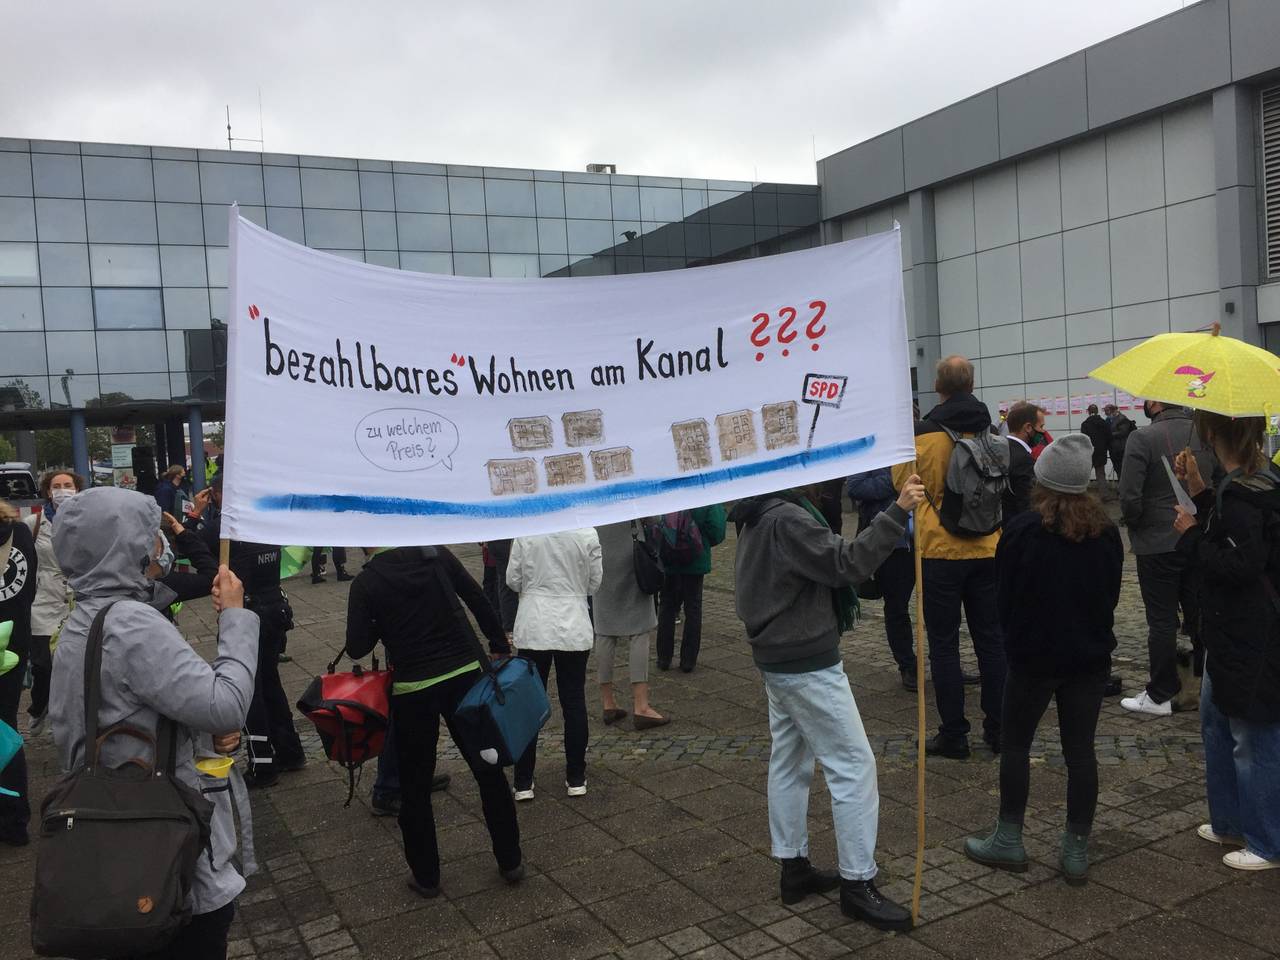 "bezahlbares" Wohnen am Kanal ???
zu welchem
Preis?
SPD
NRW